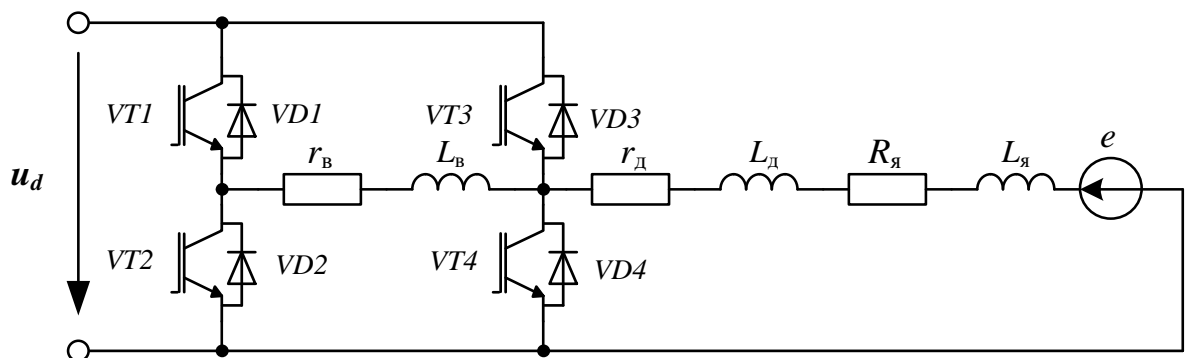 VT1
VD1
VT3
VD3
u_d
r_в
L_в
r_д
L_д
R_я
L_я
e
VT2
VD2
VT4
VD4